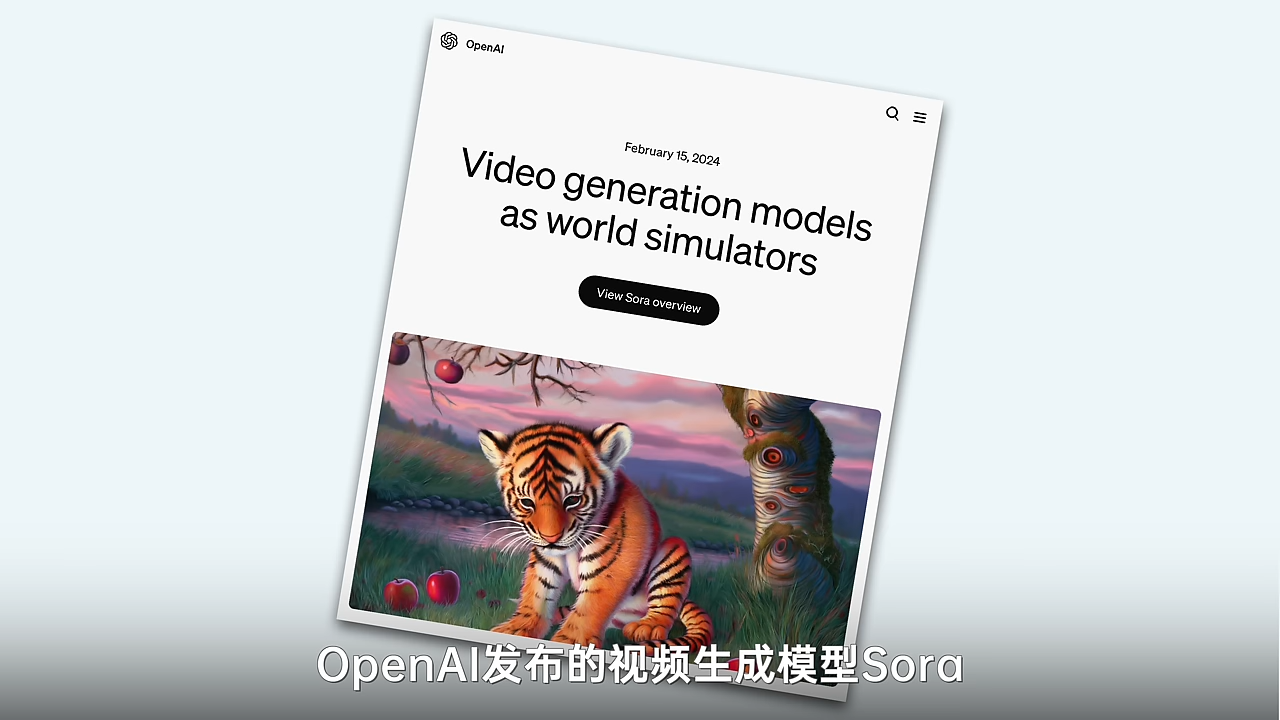 OpenAI
February 15, 2024
Video generation models
as world simulators
View Sora overview
OpenAI发布的视频生成模型Sora